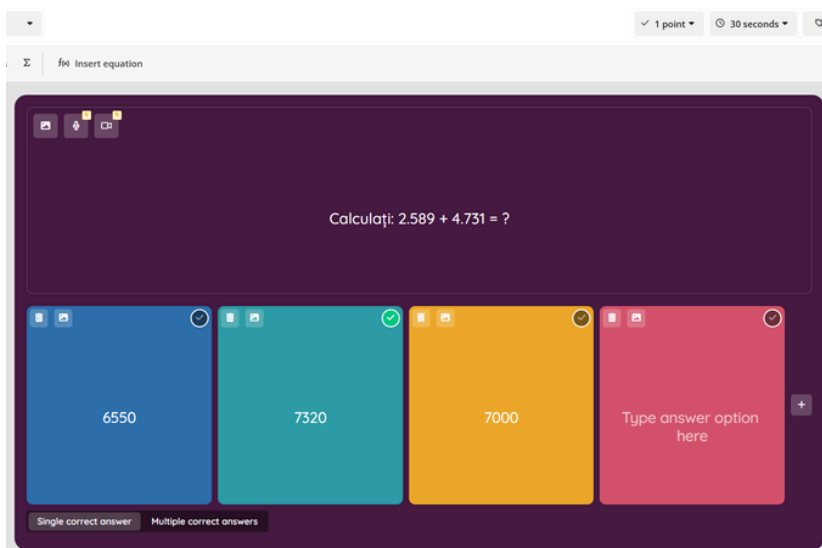 1 point
30 seconds
Σ
f(x) Insert equation
Calculați: 2.589 + 4.731 = ?
6550
7320
7000
Type answer option
here
+
Single correct answer
Multiple correct answers